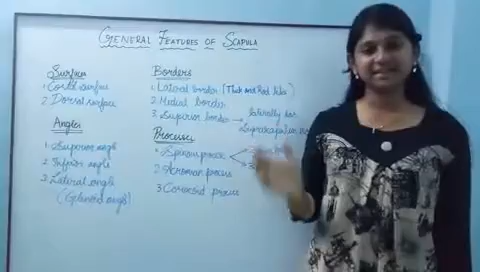 GENERAL FEATURES OF SCAPULA
Surfaces
1. Costal surface
2. Dorsal surface
Angles
1. Superior angle
2. Inferior angle
3. Lateral angle
(Glenoid angle)
Borders
1. Lateral border (Thick and Rod like)
2. Medial border
3. Superior border → laterally has
Suprascapular
Processes
1. Spinous process
2. Acromion process
3. Coracoid process